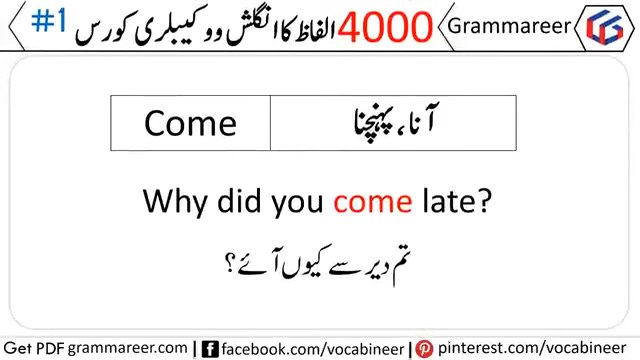 #1 4000 الفاظ کا انگلش ووکیبلری کورس Grammareer
Come آنا، پہنچنا
Why did you come late?
تم دیر سے کیوں آئے؟
Get PDF grammareer.com | facebook.com/vocabineer | pinterest.com/vocabineer